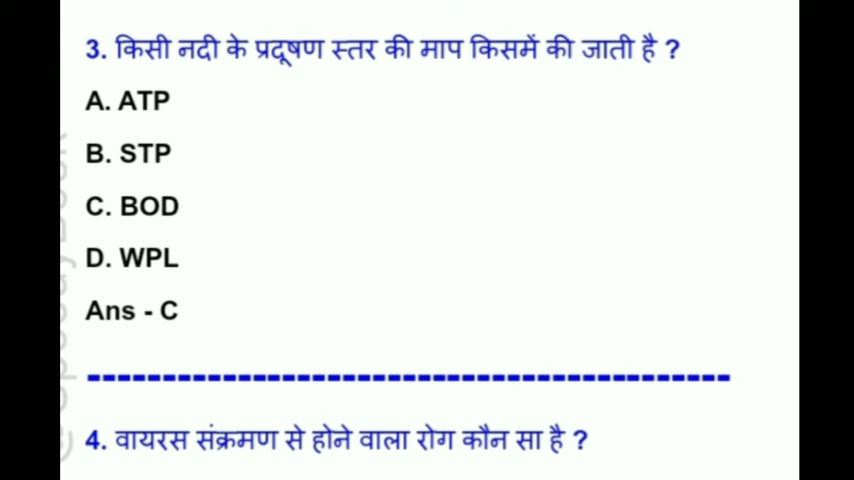 3. किसी नदी के प्रदूषण स्तर की माप किसमें की जाती है ?
A. ATP
B. STP
C. BOD
D. WPL
Ans - C
4. वायरस संक्रमण से होने वाला रोग कौन सा है ?